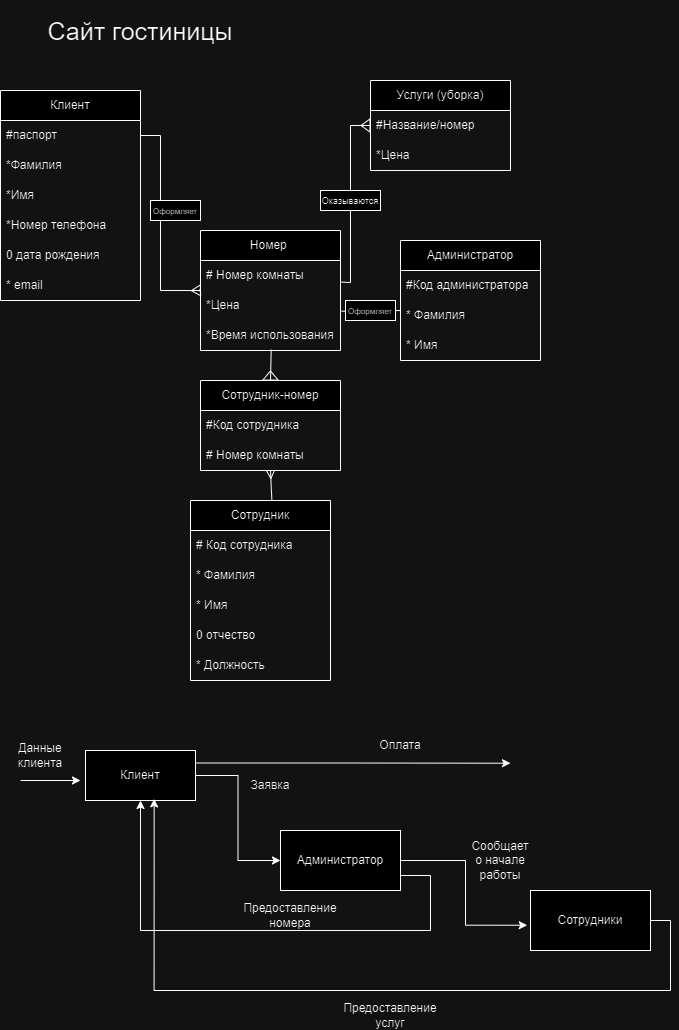 Сайт гостиницы
Клиент
#паспорт
*Фамилия
*Имя
*Номер телефона
0 дата рождения
* email
Оформляет
Услуги (уборка)
#Название/номер
*Цена
Оказываются
Номер
# Номер комнаты
*Цена
*Время использования
Оформляет
Администратор
#Код администратора
* Фамилия
* Имя
Сотрудник-номер
#Код сотрудника
# Номер комнаты
Сотрудник
# Код сотрудника
* Фамилия
* Имя
0 отчество
* Должность
Данные
клиента
Клиент
Оплата
Заявка
Администратор
Сообщает
о начале
работы
Предоставление
номера
Сотрудники
Предоставление
услуг